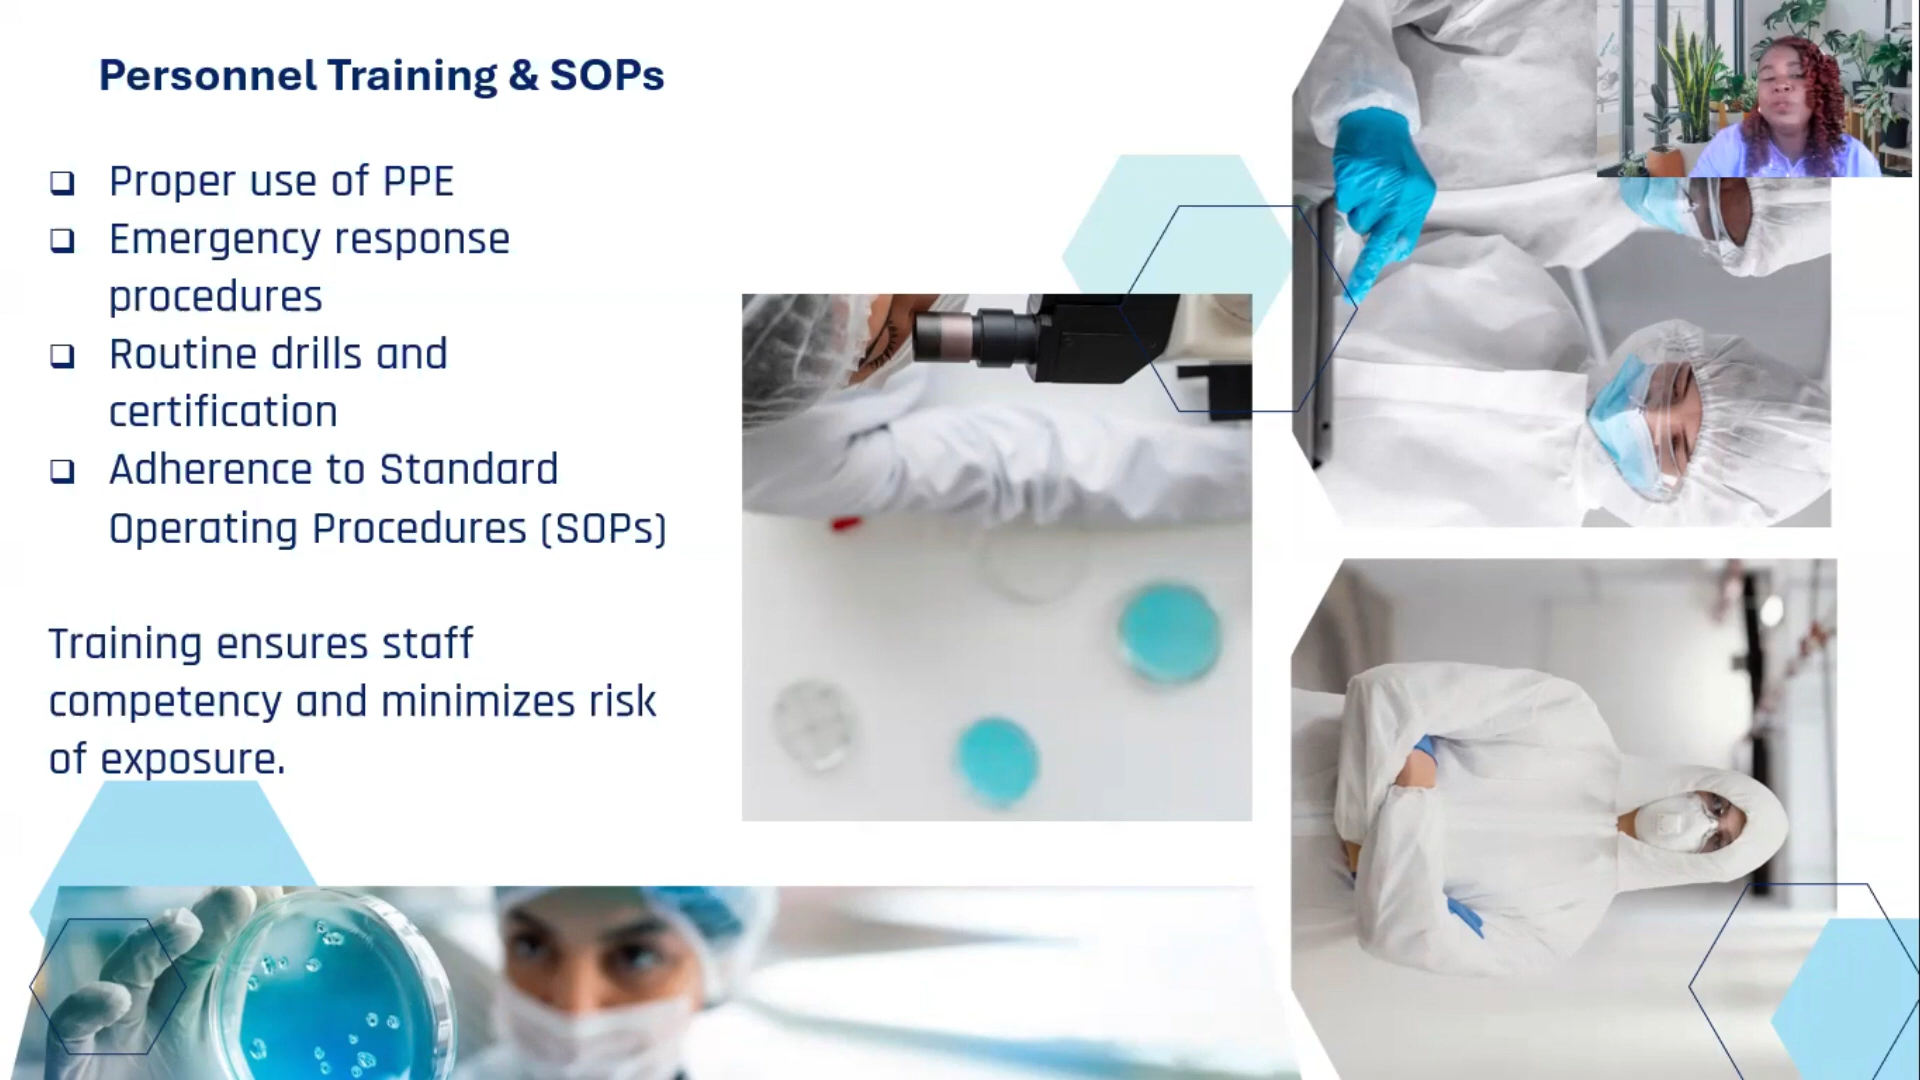 Personnel Training & SOPs
❑ Proper use of PPE
❑ Emergency response
procedures
❑ Routine drills and
certification
❑ Adherence to Standard
Operating Procedures (SOPs)
Training ensures staff
competency and minimizes risk
of exposure.